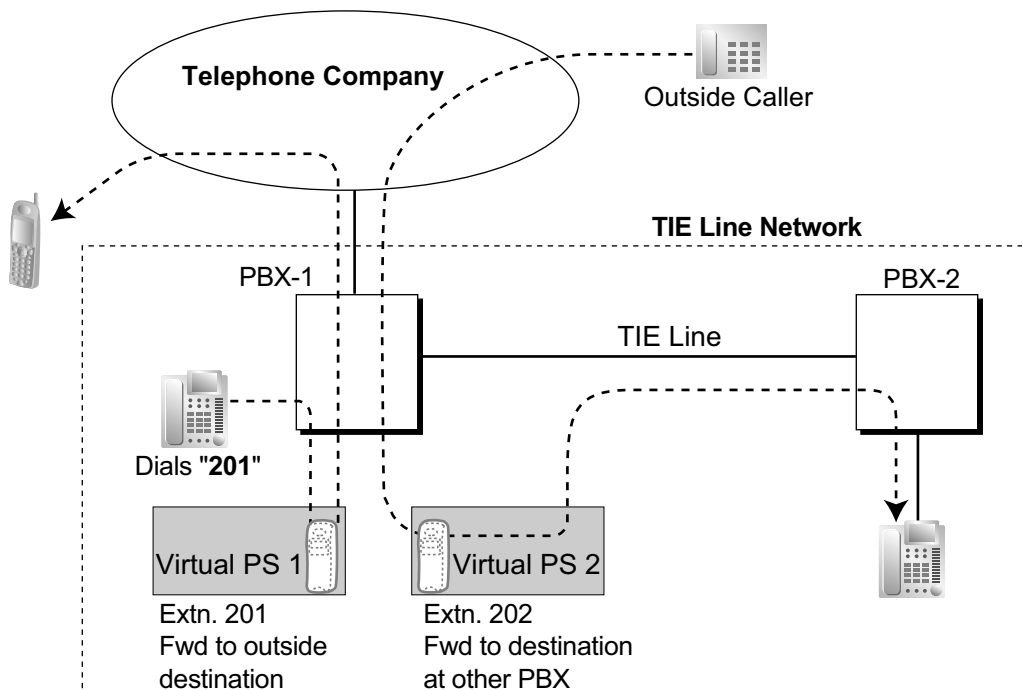 Telephone Company
Outside Caller
TIE Line Network
PBX-1
PBX-2
TIE Line
Dials "201"
Virtual PS 1
Virtual PS 2
Extn. 201
Fwd to outside
destination
Extn. 202
Fwd to destination
at other PBX